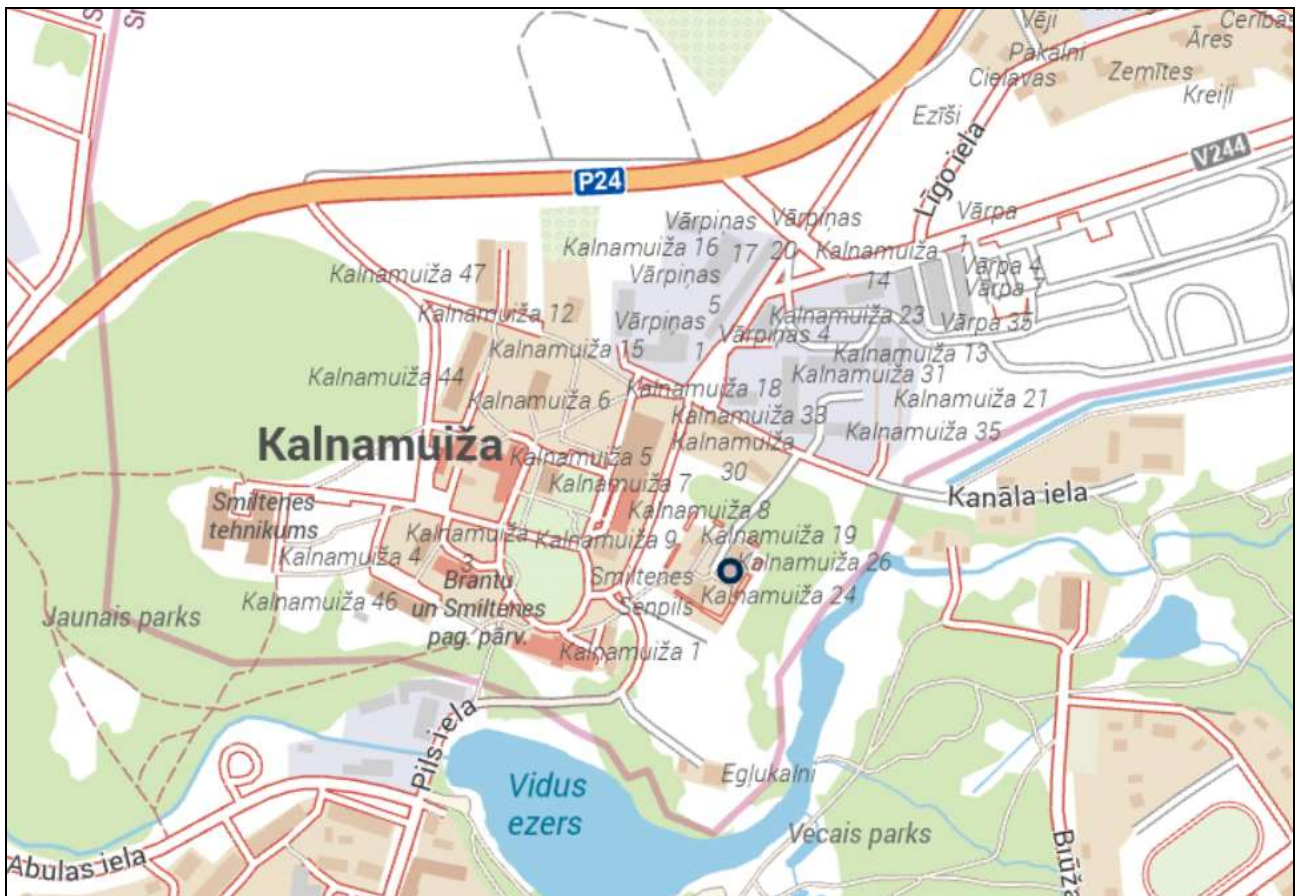 Vēji
Cerības
Āres
Pakalni
Cielavas
Zemītes
Kreiļi
Ezīši
V244
Līgo iela
P24
Vārpiņas
17
Vārpiņas
20
Vārpa
1
Kalnamuiža 16
Kalnamuiža
14
Kalnamuiža 47
Vārpiņas
5
Vārpa 4
Vārpa 7
Kalnamuiža 12
Vārpiņas
1
Kalnamuiža 23
Vārpa 35
Vārpiņas 4
Kalnamuiža 15
Kalnamuiža 13
Kalnamuiža 44
Kalnamuiža 31
Kalnamuiža 18
Kalnamuiža 6
Kalnamuiža 21
Kalnamuiža 33
Kalnamuiža 35
Kalnamuiža
Kalnamuiža
30
Kalnamuiža 5
Kalnamuiža 7
Kanāla iela
Smiltenes
tehnikums
Kalnamuiža 8
Kalnamuiža
3
Kalnamuiža 9
Kalnamuiža 19
Kalnamuiža 4
Kalnamuiža 26
Smiltenes
Senpils
Brantu
un Smiltenes
pag. pārv.
Kalnamuiža 24
Kalnamuiža 46
Jaunais parks
Kalnamuiža 1
Pils iela
Egļukalni
Vidus
ezers
Vecais parks
Abulas iela
Brūža